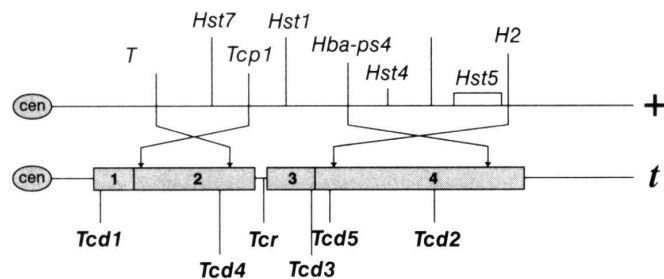 Hst7 Hst1
T Tcp1 Hba-ps4 H2
Hst4 Hst5
cen +
cen 1 2 3 4 t
Tcd1 Tcr Tcd5 Tcd2
Tcd4 Tcd3